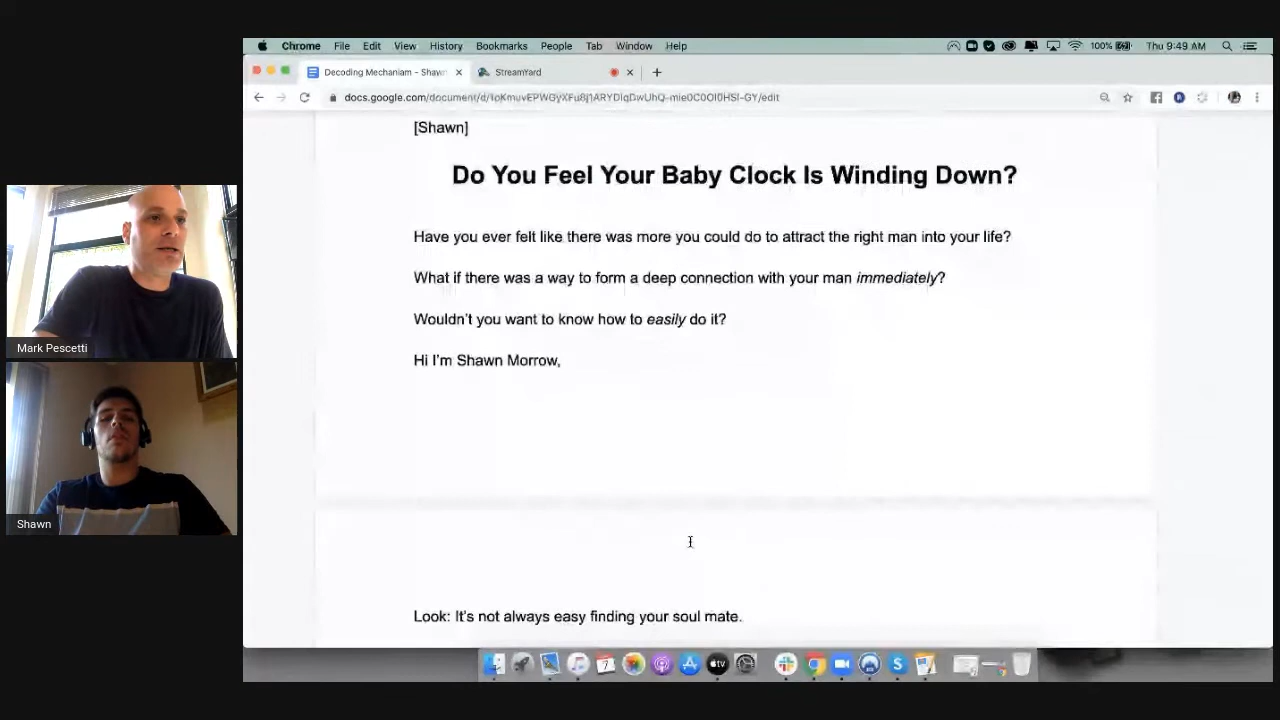 Chrome File Edit View History Bookmarks People Tab Window Help 100% Thu 9:49 AM
Decoding Mechaniam - Shawn StreamYard
[Shawn]
Do You Feel Your Baby Clock Is Winding Down?
Have you ever felt like there was more you could do to attract the right man into your life?
What if there was a way to form a deep connection with your man immediately?
Wouldn't you want to know how to easily do it?
Hi I'm Shawn Morrow,
Look: It's not always easy finding your soul mate.
Mark Pescetti
Shawn